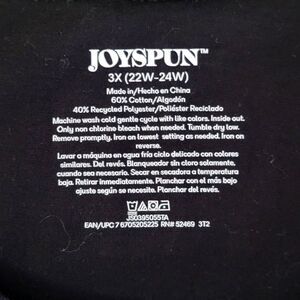 JOYSPUN™
3X (22W-24W)
Made in/Hecho en China
60% Cotton/Algodón
40% Recycled Polyester/Poliéster Reciclado
Machine wash cold gentle cycle with like colors. Inside out.
Only non chlorine bleach when needed. Tumble dry low.
Remove promptly. Iron on lowest setting as needed. Iron on
reverse.
Lavar a máquina en agua fría ciclo delicado con colores
similares. Del revés. Blanqueador sin cloro solamente,
cuando sea necesario. Secar en secadora a temperatura
baja. Retirar inmediatamente. Planchar con el más bajo
ajuste según se necesite. Planchar del revés.
JS0395055TA
EAN/UPC 7 6705205225 RN# 52469 3T2